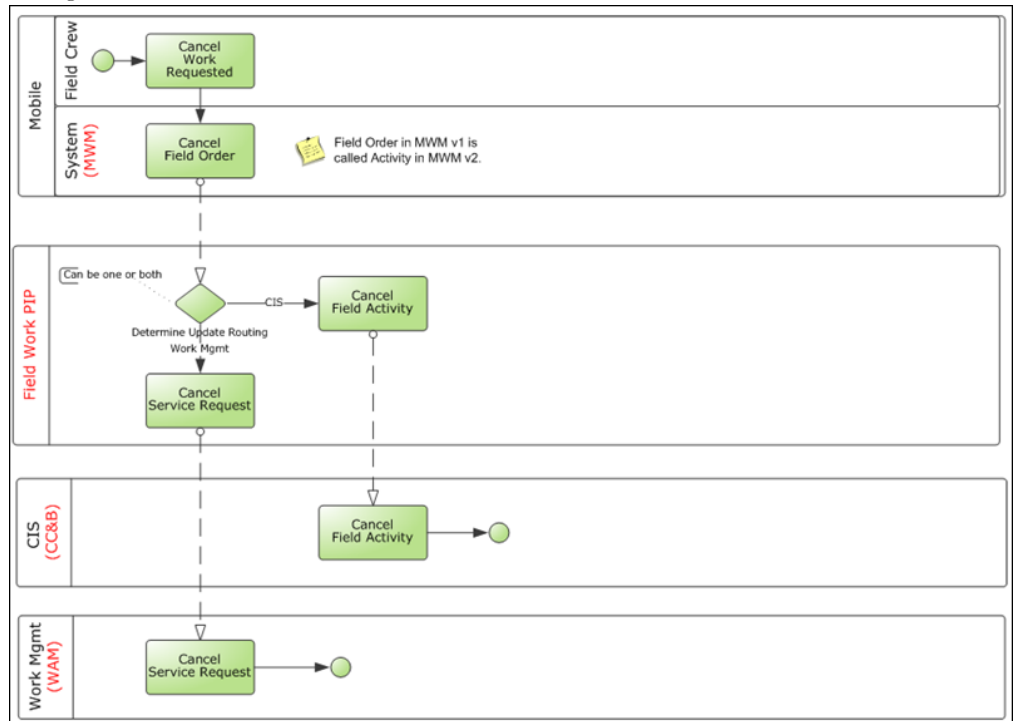 Mobile
Field Crew
Cancel
Work
Requested
System
(MWM)
Cancel
Field Order
Field Order in MWM v1 is
called Activity in MWM v2.
Field Work PIP
Can be one or both
CIS
Cancel
Field Activity
Determine Update Routing
Work Mgmt
Cancel
Service Request
CIS
(CC&B)
Cancel
Field Activity
Work Mgmt
(WAM)
Cancel
Service Request